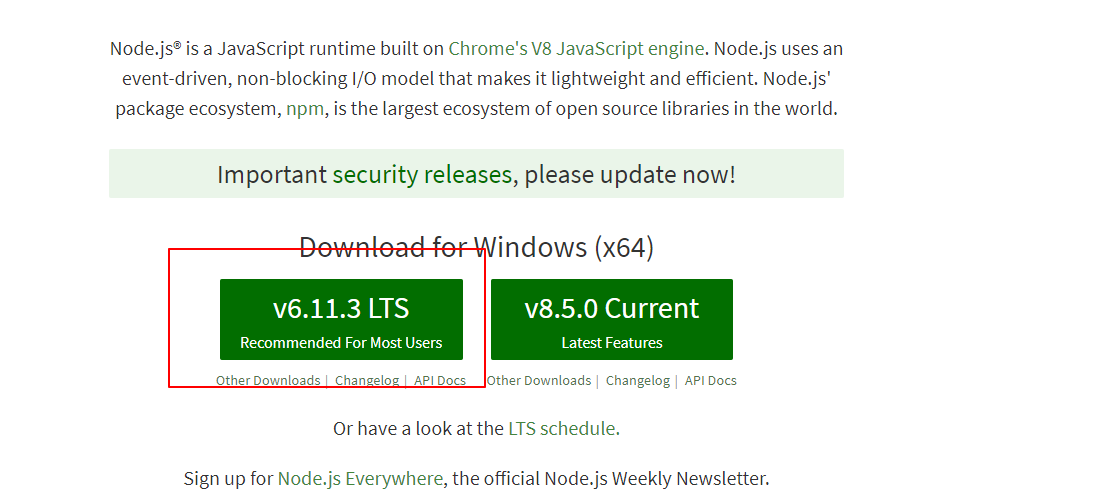 Node.js® is a JavaScript runtime built on Chrome's V8 JavaScript engine. Node.js uses an
event-driven, non-blocking I/O model that makes it lightweight and efficient. Node.js'
package ecosystem, npm, is the largest ecosystem of open source libraries in the world.
Important security releases, please update now!
Download for Windows (x64)
v6.11.3 LTS
Recommended For Most Users
Other Downloads | Changelog | API Docs
v8.5.0 Current
Latest Features
Other Downloads | Changelog | API Docs
Or have a look at the LTS schedule.
Sign up for Node.js Everywhere, the official Node.js Weekly Newsletter.